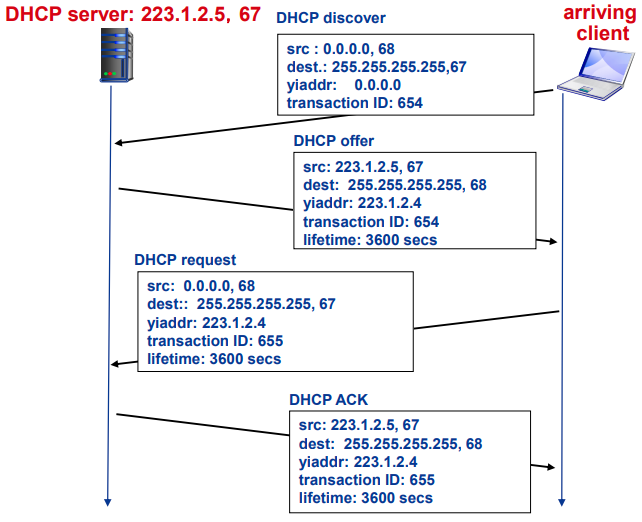 DHCP server: 223.1.2.5, 67
DHCP discover
arriving
client
src : 0.0.0.0, 68
dest.: 255.255.255.255,67
yiaddr: 0.0.0.0
transaction ID: 654
DHCP offer
src: 223.1.2.5, 67
dest: 255.255.255.255, 68
yiaddr: 223.1.2.4
transaction ID: 654
lifetime: 3600 secs
DHCP request
src: 0.0.0.0, 68
dest:: 255.255.255.255, 67
yiaddr: 223.1.2.4
transaction ID: 655
lifetime: 3600 secs
DHCP ACK
src: 223.1.2.5, 67
dest: 255.255.255.255, 68
yiaddr: 223.1.2.4
transaction ID: 655
lifetime: 3600 secs